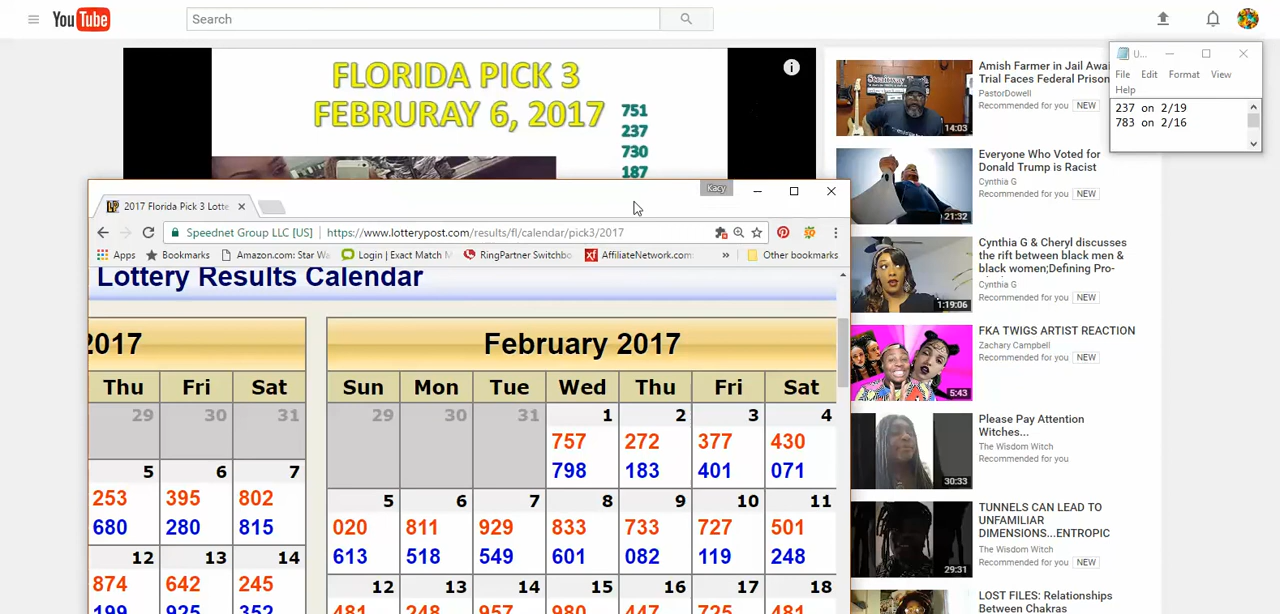 YouTube
Search
FLORIDA PICK 3
FEBRURAY 6, 2017
751
237
730
187
Kacy
2017 Florida Pick 3 Lotte
Speednet Group LLC [US] | https://www.lotterypost.com/results/fl/calendar/pick3/2017
Apps Bookmarks Amazon.com: Star Wa Login | Exact Match M RingPartner Switchbo AffiliateNetwork.com » Other bookmarks
Lottery Results Calendar
2017
Thu Fri Sat
29 30 31
5 6 7
253 395 802
680 280 815
12 13 14
874 642 245
199 925 352
February 2017
Sun Mon Tue Wed Thu Fri Sat
29 30 31 1 2 3 4
757 272 377 430
798 183 401 071
5 6 7 8 9 10 11
020 811 929 833 733 727 501
613 518 549 601 082 119 248
12 13 14 15 16 17 18
481 248 957 980 447 725 481
U...
File Edit Format View
Help
237 on 2/19
783 on 2/16
Amish Farmer in Jail Awai
Trial Faces Federal Prison
PastorDowell
Recommended for you NEW
14:03
Everyone Who Voted for
Donald Trump is Racist
Cynthia G
Recommended for you NEW
21:32
Cynthia G & Cheryl discusses
the rift between black men &
black women;Defining Pro-
Cynthia G
Recommended for you NEW
1:19:06
FKA TWIGS ARTIST REACTION
Zachary Campbell
Recommended for you NEW
5:43
Please Pay Attention
Witches...
The Wisdom Witch
Recommended for you
30:33
TUNNELS CAN LEAD TO
UNFAMILIAR
DIMENSIONS...ENTROPIC
The Wisdom Witch
Recommended for you NEW
29:31
LOST FILES: Relationships
Between Chakras